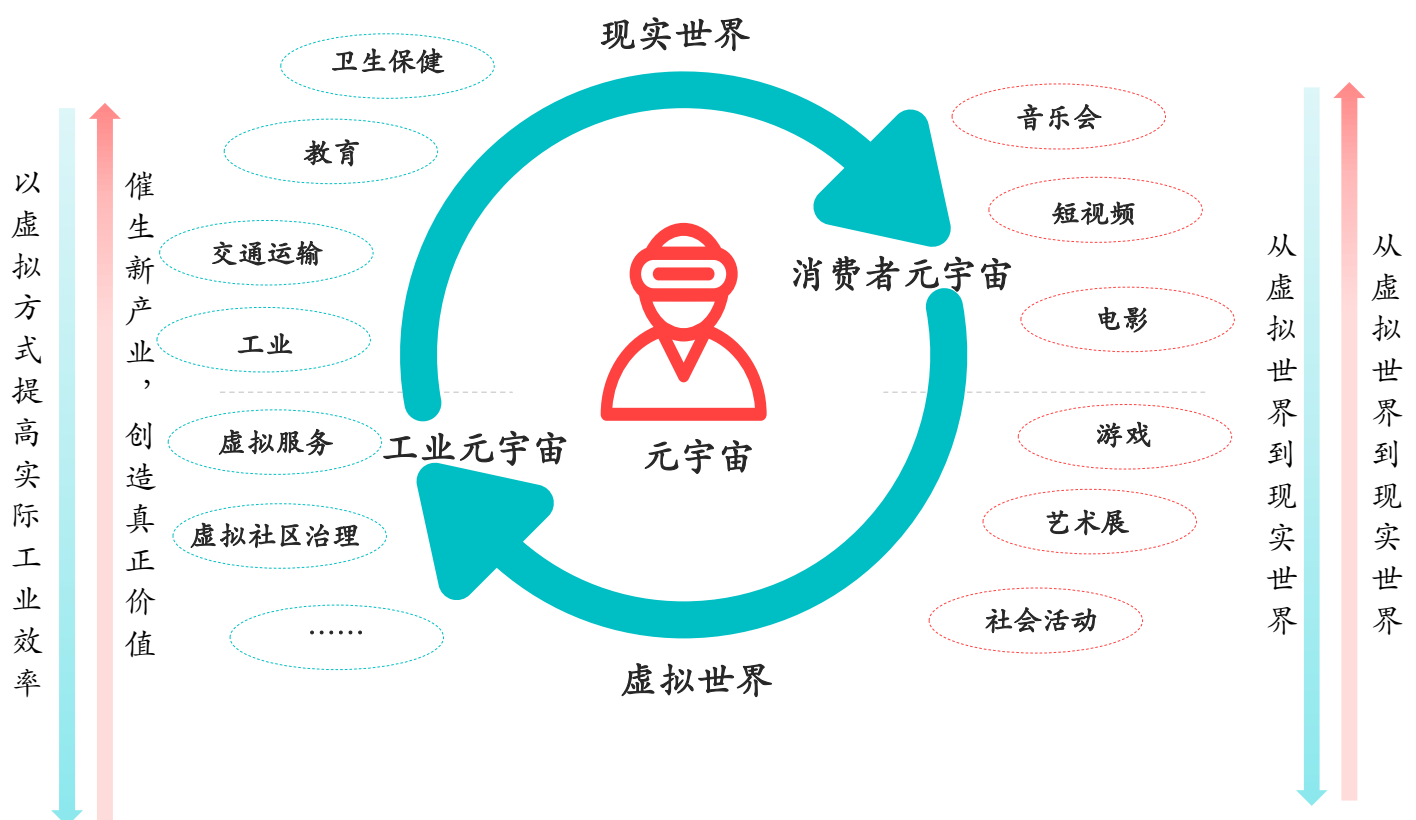 现实世界
卫生保健
教育
交通运输
工业
虚拟服务
虚拟社区治理
……
以虚拟方式提高实际工业效率
催生新产业，创造真正价值
工业元宇宙
元宇宙
消费者元宇宙
虚拟世界
音乐会
短视频
电影
游戏
艺术展
社会活动
从虚拟世界到现实世界
从虚拟世界到现实世界